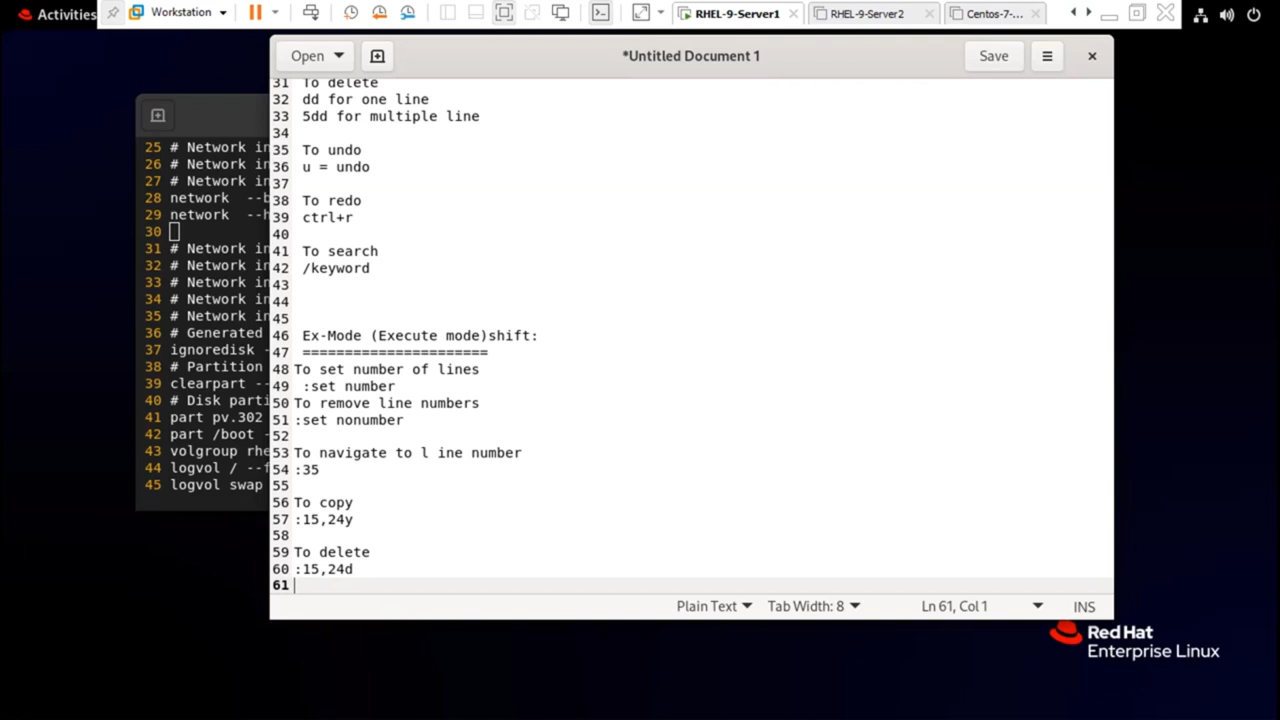 Activities
Workstation
RHEL-9-Server1
RHEL-9-Server2
Centos-7-...
Open
*Untitled Document 1
Save
25 # Network in
26 # Network in
27 # Network in
28 network --b
29 network --h
30
31 # Network in
32 # Network in
33 # Network in
34 # Network in
35 # Network in
36 # Generated
37 ignoredisk -
38 # Partition
39 clearpart --
40 # Disk parti
41 part pv.302
42 part /boot -
43 volgroup rhe
44 logvol / --f
45 logvol swap
31 To delete
32 dd for one line
33 5dd for multiple line
34
35 To undo
36 u = undo
37
38 To redo
39 ctrl+r
40
41 To search
42 /keyword
43
44
45
46 Ex-Mode (Execute mode)shift:
47 ======================
48 To set number of lines
49 :set number
50 To remove line numbers
51 :set nonumber
52
53 To navigate to l ine number
54 :35
55
56 To copy
57 :15,24y
58
59 To delete
60 :15,24d
61
Plain Text
Tab Width: 8
Ln 61, Col 1
INS
Red Hat
Enterprise Linux